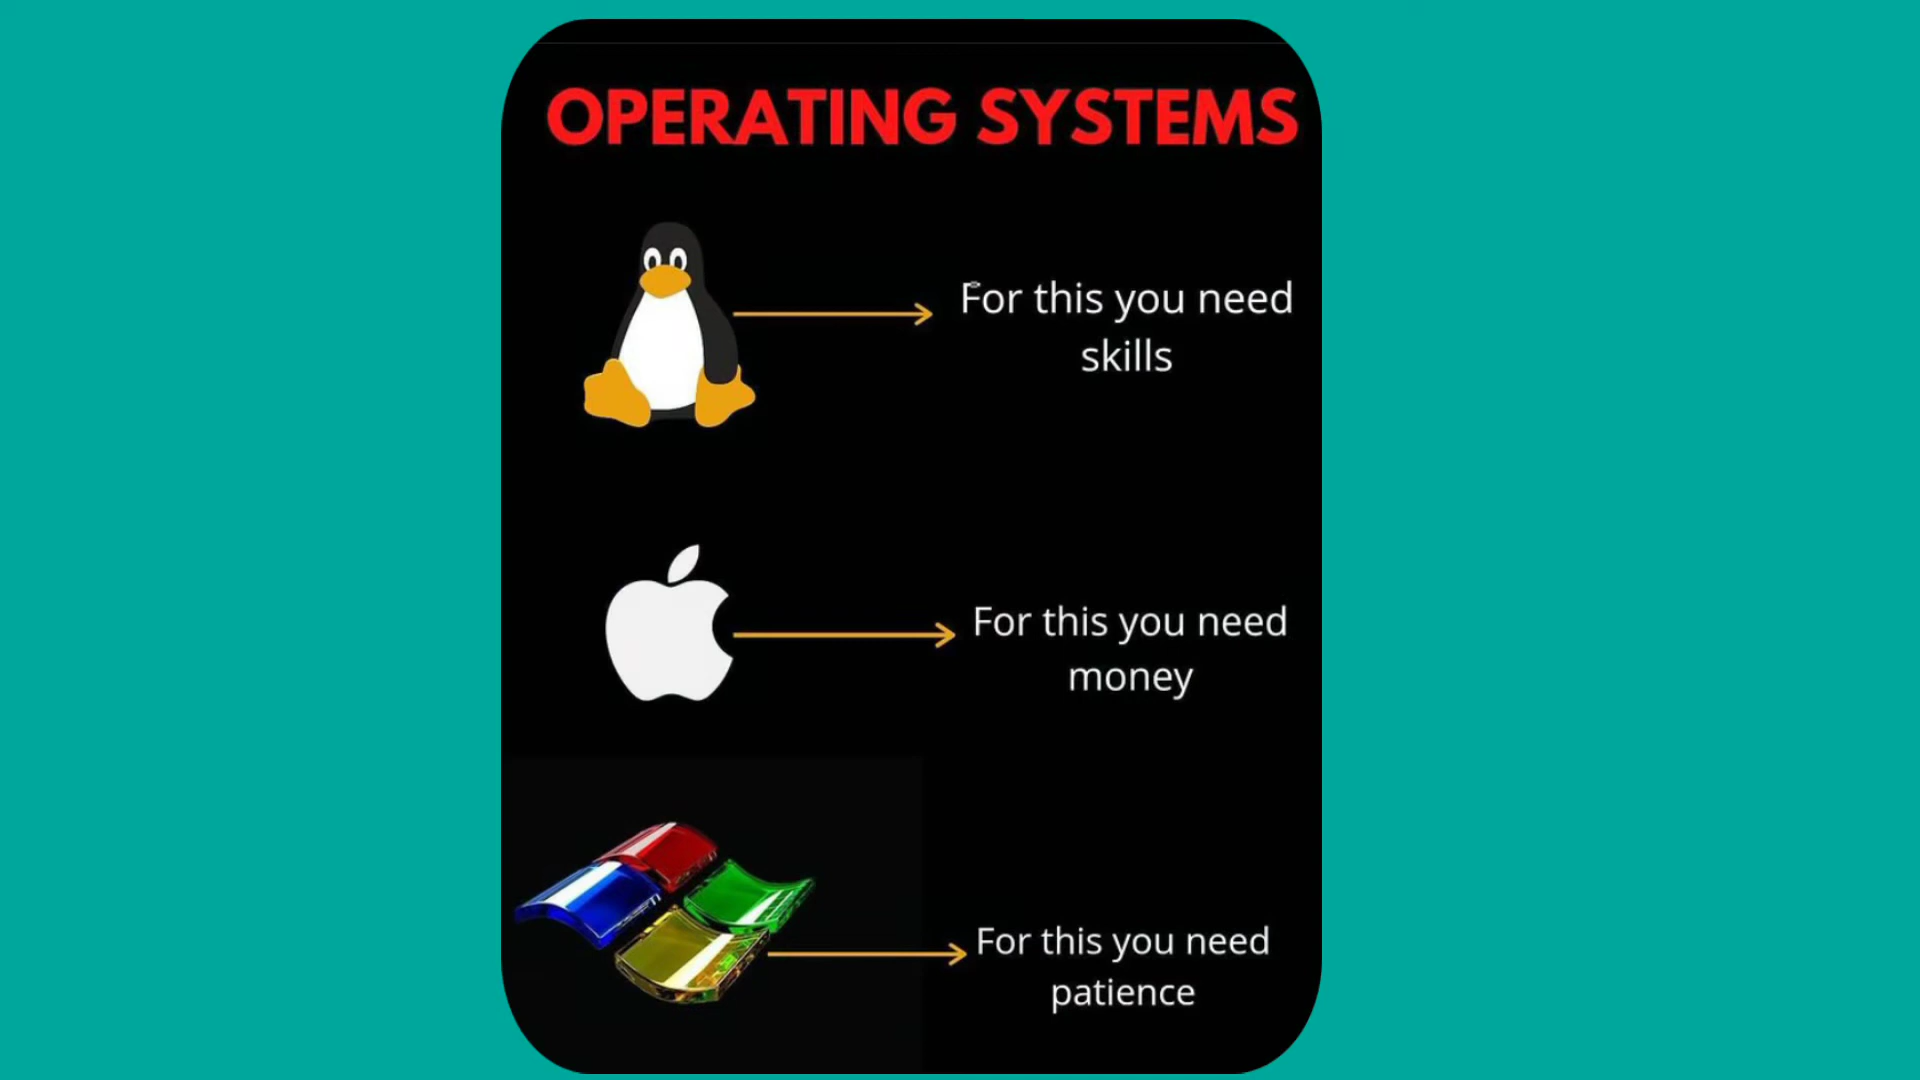 OPERATING SYSTEMS
For this you need
skills
For this you need
money
For this you need
patience